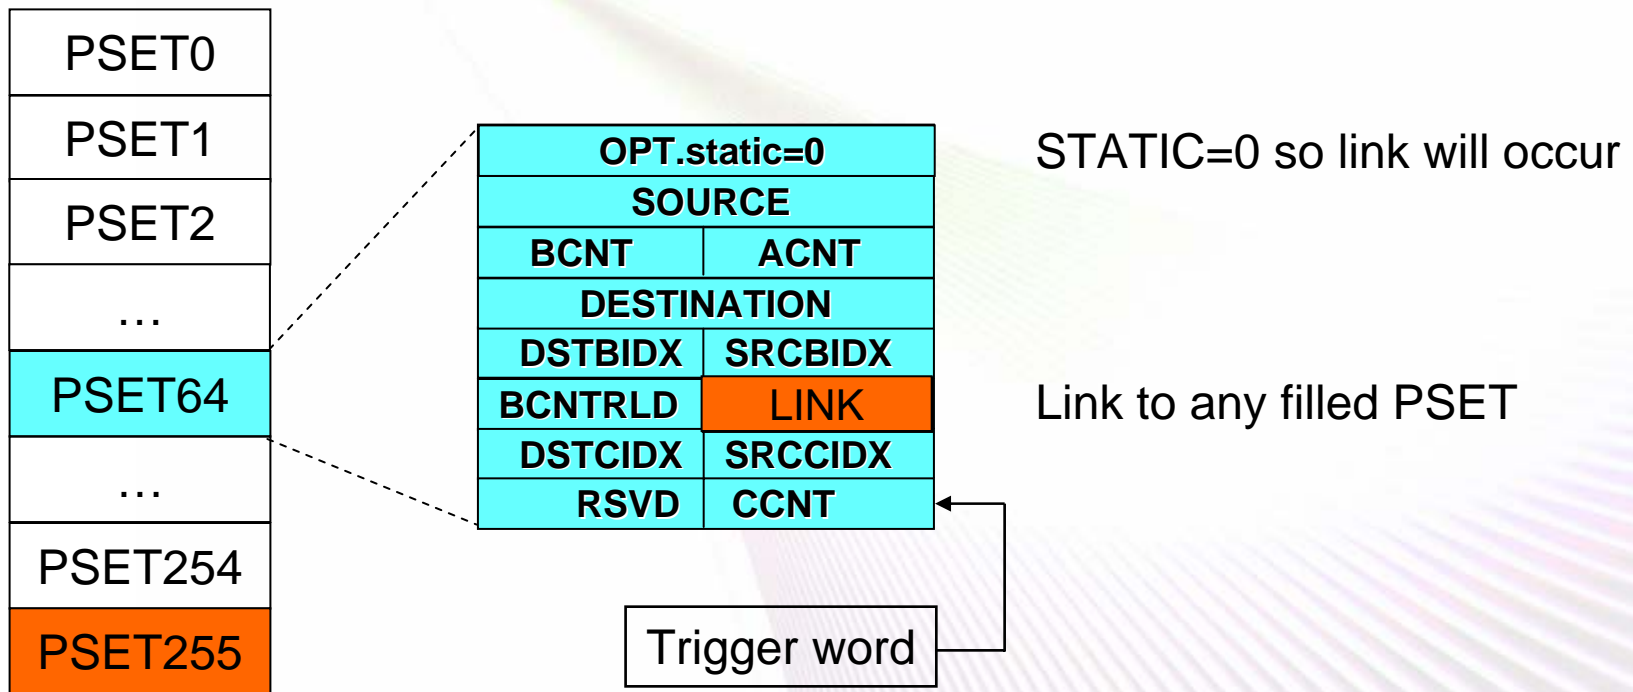 PSET0
PSET1
PSET2
...
PSET64
...
PSET254
PSET255
OPT.static=0
SOURCE
BCNT ACNT
DESTINATION
DSTBIDX SRCBIDX
BCNTRLD LINK
DSTCIDX SRCCIDX
RSVD CCNT
Trigger word
STATIC=0 so link will occur
Link to any filled PSET